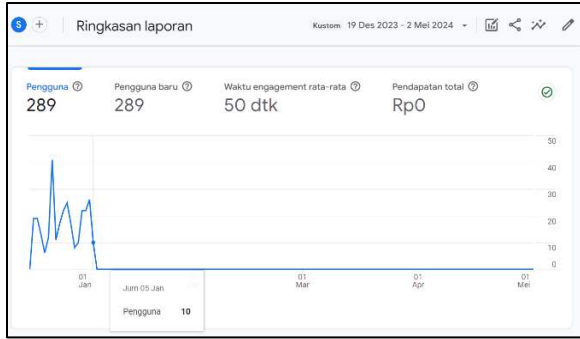 S + Ringkasan laporan Kustom 19 Des 2023 - 2 Mei 2024
Pengguna Pengguna baru Waktu engagement rata-rata Pendapatan total
289 289 50 dtk Rp0
50
40
30
20
10
0
01 01 01 01
Jan Mar Apr Mei
Jum 05 Jan
Pengguna 10